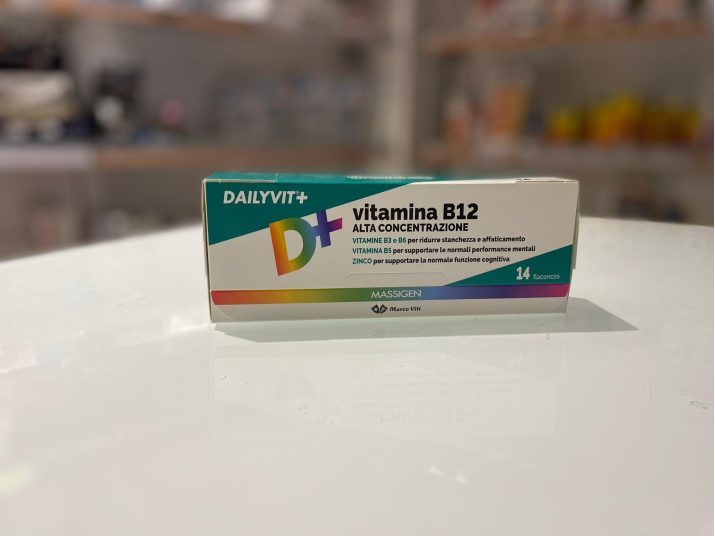 DAILYVIT+
D+
vitamina B12
ALTA CONCENTRAZIONE
VITAMINE B3 e B6 per ridurre stanchezza e affaticamento
VITAMINA B5 per supportare le normali performance mentali
ZINCO per supportare la normale funzione cognitiva
14 flaconcini
MASSIGEN
Marco Viti